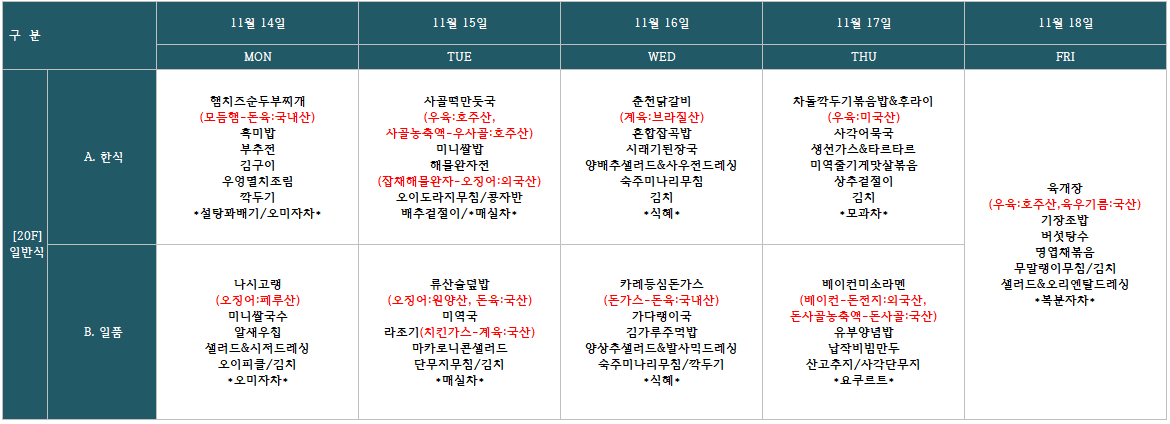 구 분
11월 14일
11월 15일
11월 16일
11월 17일
11월 18일
MON
TUE
WED
THU
FRI
[20F]
일반식
A. 한식
햄치즈순두부찌개
(모듬햄-돈육:국내산)
흑미밥
부추전
김구이
우엉멸치조림
깍두기
*설탕꽈배기/오미자차*
사골떡만둣국
(우육:호주산,
사골농축액-우사골:호주산)
미니쌀밥
해물완자전
(잡채해물완자-오징어:외국산)
오이도라지무침/콩자반
배추겉절이/*매실차*
춘천닭갈비
(계육:브라질산)
혼합잡곡밥
시래기된장국
양배추샐러드&사우전드레싱
숙주미나리무침
김치
*식혜*
차돌깍두기볶음밥&후라이
(우육:미국산)
사각어묵국
생선가스&타르타르
미역줄기게맛살볶음
상추겉절이
김치
*모과차*
육개장
(우육:호주산,육우기름:국산)
기장조밥
버섯탕수
명엽채볶음
무말랭이무침/김치
샐러드&오리엔탈드레싱
*복분자차*
B. 일품
나시고랭
(오징어:페루산)
미니쌀국수
알새우칩
샐러드&시저드레싱
오이피클/김치
*오미자차*
류산슬덮밥
(오징어:원양산, 돈육:국산)
미역국
라조기(치킨가스-계육:국산)
마카로니콘샐러드
단무지무침/김치
*매실차*
카레등심돈가스
(돈가스-돈육:국내산)
가다랭이국
김가루주먹밥
양상추샐러드&발사믹드레싱
숙주미나리무침/깍두기
*식혜*
베이컨미소라멘
(베이컨-돈전지:외국산,
돈사골농축액-돈사골:국산)
유부양념밥
납작비빔만두
산고추지/사각단무지
*요쿠르트*